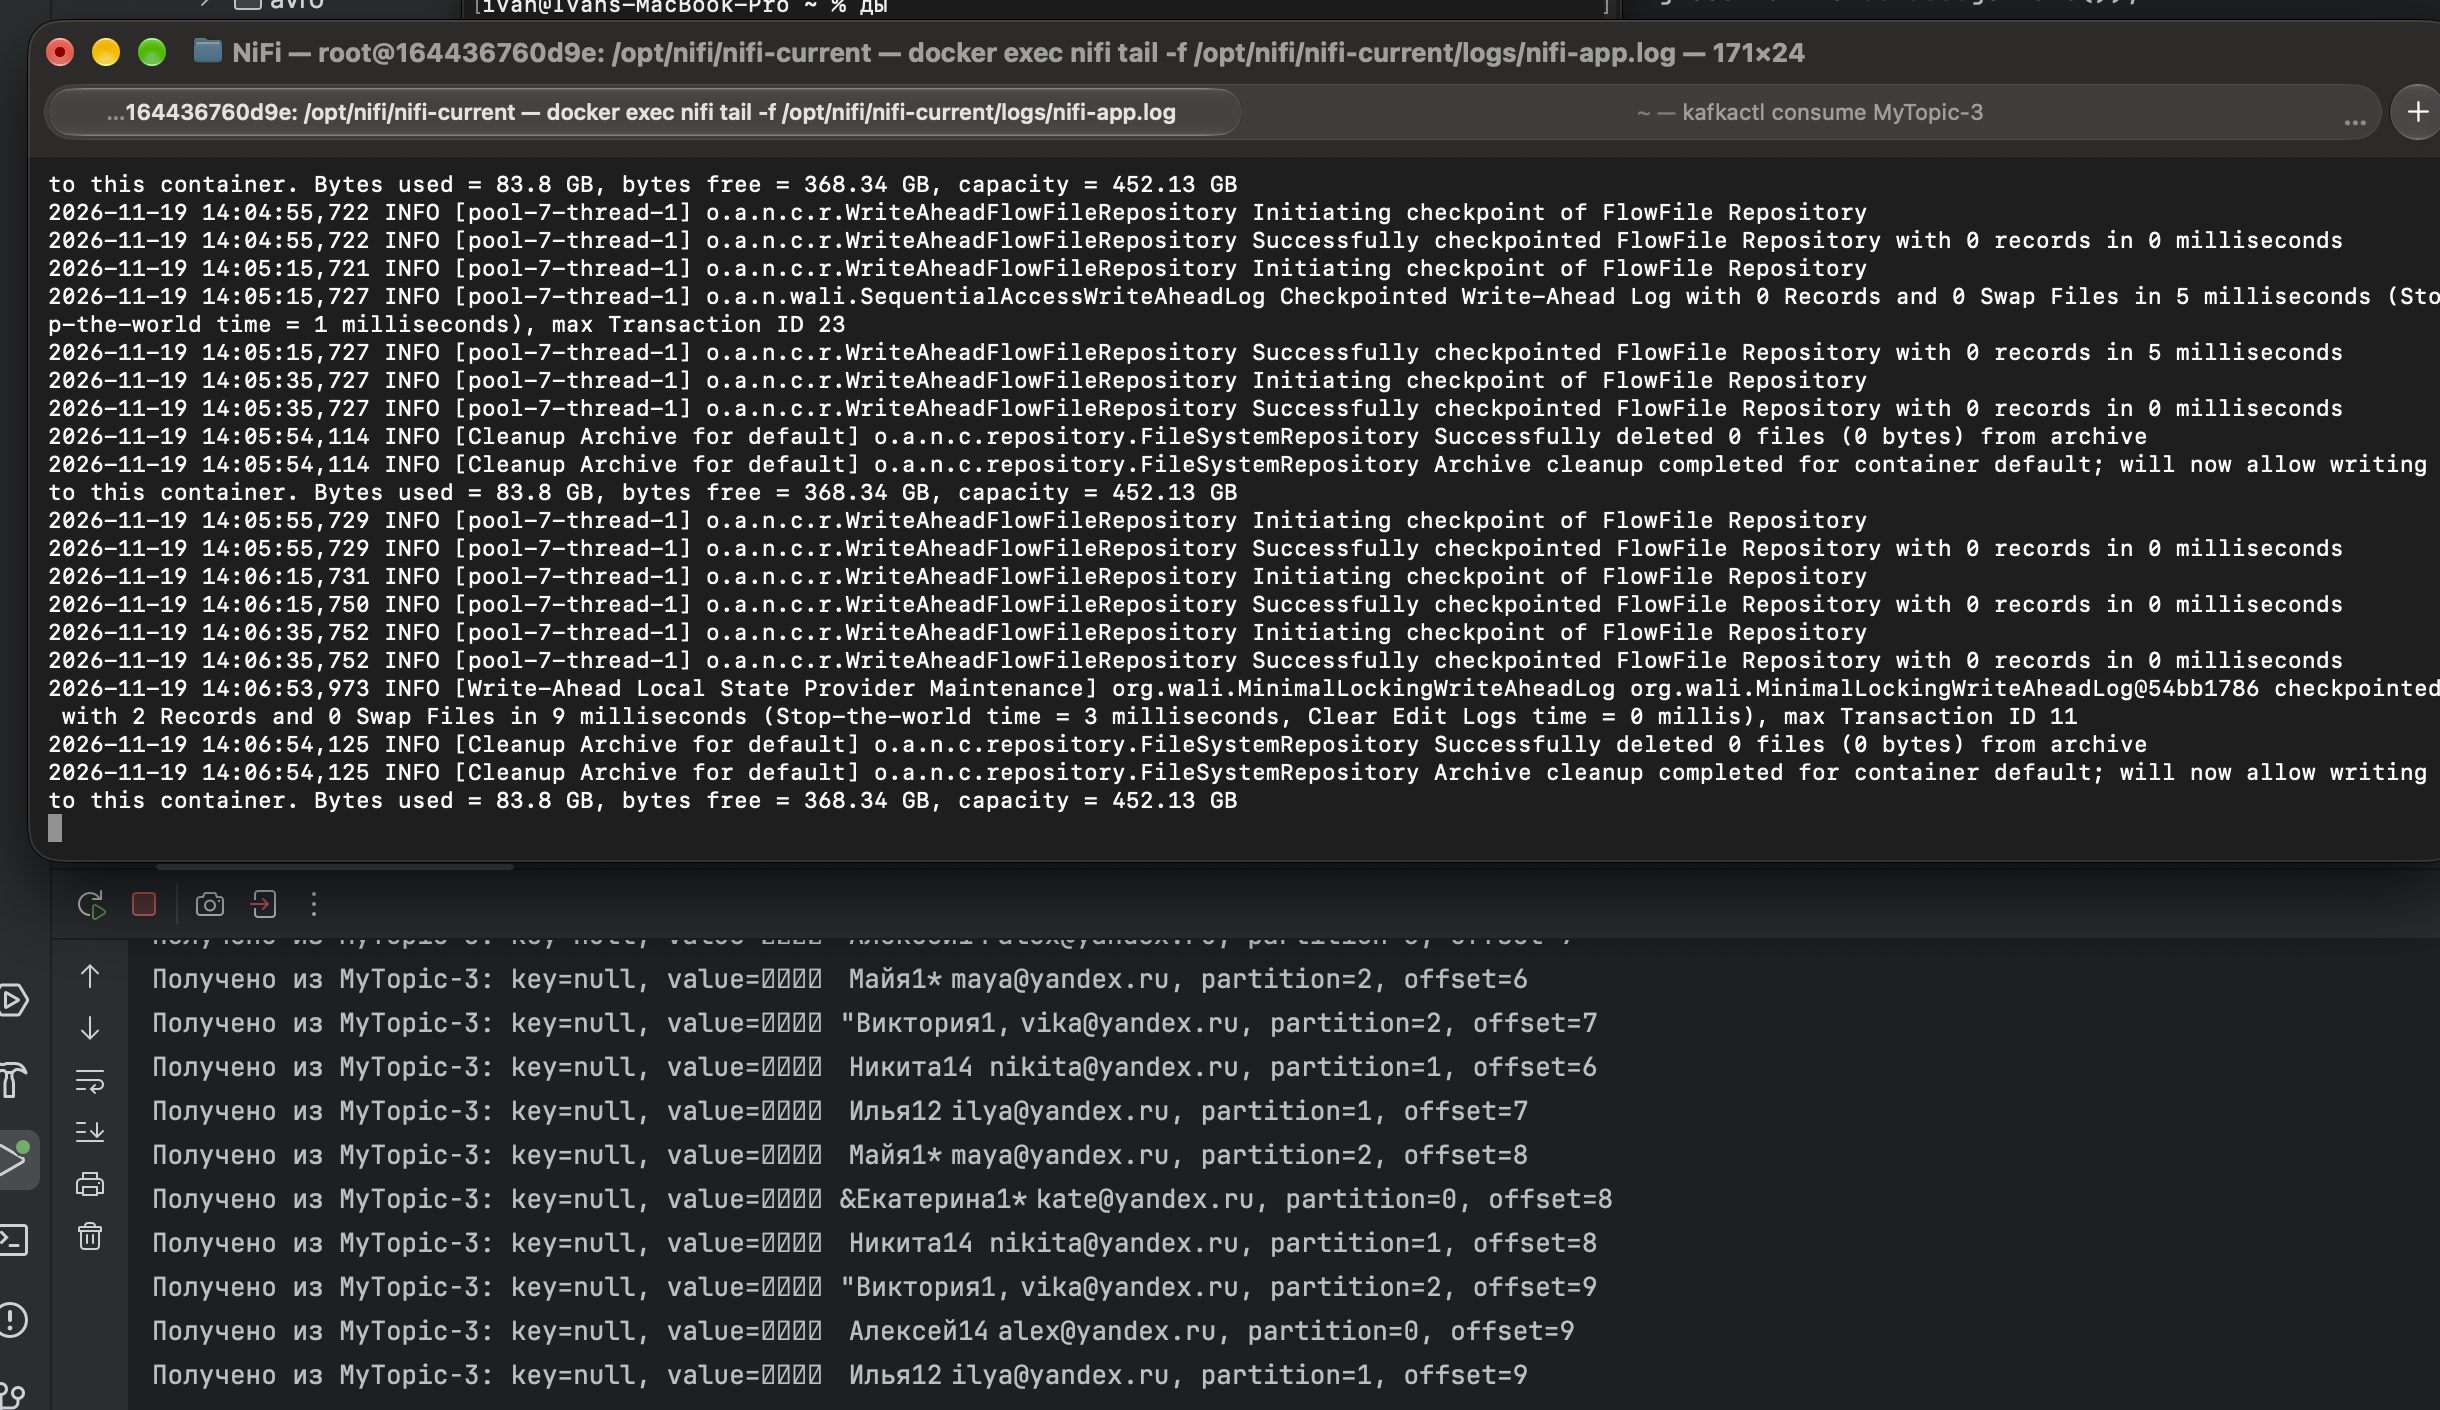 avro
[ivan@Ivans-MacBook-Pro ~ % ды ]
NiFi — root@164436760d9e: /opt/nifi/nifi-current — docker exec nifi tail -f /opt/nifi/nifi-current/logs/nifi-app.log — 171×24
...164436760d9e: /opt/nifi/nifi-current — docker exec nifi tail -f /opt/nifi/nifi-current/logs/nifi-app.log
~ — kafkactl consume MyTopic-3 ...
to this container. Bytes used = 83.8 GB, bytes free = 368.34 GB, capacity = 452.13 GB
2026-11-19 14:04:55,722 INFO [pool-7-thread-1] o.a.n.c.r.WriteAheadFlowFileRepository Initiating checkpoint of FlowFile Repository
2026-11-19 14:04:55,722 INFO [pool-7-thread-1] o.a.n.c.r.WriteAheadFlowFileRepository Successfully checkpointed FlowFile Repository with 0 records in 0 milliseconds
2026-11-19 14:05:15,721 INFO [pool-7-thread-1] o.a.n.c.r.WriteAheadFlowFileRepository Initiating checkpoint of FlowFile Repository
2026-11-19 14:05:15,727 INFO [pool-7-thread-1] o.a.n.wali.SequentialAccessWriteAheadLog Checkpointed Write-Ahead Log with 0 Records and 0 Swap Files in 5 milliseconds (Sto
p-the-world time = 1 milliseconds), max Transaction ID 23
2026-11-19 14:05:15,727 INFO [pool-7-thread-1] o.a.n.c.r.WriteAheadFlowFileRepository Successfully checkpointed FlowFile Repository with 0 records in 5 milliseconds
2026-11-19 14:05:35,727 INFO [pool-7-thread-1] o.a.n.c.r.WriteAheadFlowFileRepository Initiating checkpoint of FlowFile Repository
2026-11-19 14:05:35,727 INFO [pool-7-thread-1] o.a.n.c.r.WriteAheadFlowFileRepository Successfully checkpointed FlowFile Repository with 0 records in 0 milliseconds
2026-11-19 14:05:54,114 INFO [Cleanup Archive for default] o.a.n.c.repository.FileSystemRepository Successfully deleted 0 files (0 bytes) from archive
2026-11-19 14:05:54,114 INFO [Cleanup Archive for default] o.a.n.c.repository.FileSystemRepository Archive cleanup completed for container default; will now allow writing
to this container. Bytes used = 83.8 GB, bytes free = 368.34 GB, capacity = 452.13 GB
2026-11-19 14:05:55,729 INFO [pool-7-thread-1] o.a.n.c.r.WriteAheadFlowFileRepository Initiating checkpoint of FlowFile Repository
2026-11-19 14:05:55,729 INFO [pool-7-thread-1] o.a.n.c.r.WriteAheadFlowFileRepository Successfully checkpointed FlowFile Repository with 0 records in 0 milliseconds
2026-11-19 14:06:15,731 INFO [pool-7-thread-1] o.a.n.c.r.WriteAheadFlowFileRepository Initiating checkpoint of FlowFile Repository
2026-11-19 14:06:15,750 INFO [pool-7-thread-1] o.a.n.c.r.WriteAheadFlowFileRepository Successfully checkpointed FlowFile Repository with 0 records in 0 milliseconds
2026-11-19 14:06:35,752 INFO [pool-7-thread-1] o.a.n.c.r.WriteAheadFlowFileRepository Initiating checkpoint of FlowFile Repository
2026-11-19 14:06:35,752 INFO [pool-7-thread-1] o.a.n.c.r.WriteAheadFlowFileRepository Successfully checkpointed FlowFile Repository with 0 records in 0 milliseconds
2026-11-19 14:06:53,973 INFO [Write-Ahead Local State Provider Maintenance] org.wali.MinimalLockingWriteAheadLog org.wali.MinimalLockingWriteAheadLog@54bb1786 checkpointed
with 2 Records and 0 Swap Files in 9 milliseconds (Stop-the-world time = 3 milliseconds, Clear Edit Logs time = 0 millis), max Transaction ID 11
2026-11-19 14:06:54,125 INFO [Cleanup Archive for default] o.a.n.c.repository.FileSystemRepository Successfully deleted 0 files (0 bytes) from archive
2026-11-19 14:06:54,125 INFO [Cleanup Archive for default] o.a.n.c.repository.FileSystemRepository Archive cleanup completed for container default; will now allow writing
to this container. Bytes used = 83.8 GB, bytes free = 368.34 GB, capacity = 452.13 GB
Получено из MyTopic-3: key=null, value= Майя1* maya@yandex.ru, partition=2, offset=6
Получено из MyTopic-3: key=null, value= "Виктория1, vika@yandex.ru, partition=2, offset=7
Получено из MyTopic-3: key=null, value= Никита14 nikita@yandex.ru, partition=1, offset=6
Получено из MyTopic-3: key=null, value= Илья12 ilya@yandex.ru, partition=1, offset=7
Получено из MyTopic-3: key=null, value= Майя1* maya@yandex.ru, partition=2, offset=8
Получено из MyTopic-3: key=null, value= &Екатерина1* kate@yandex.ru, partition=0, offset=8
Получено из MyTopic-3: key=null, value= Никита14 nikita@yandex.ru, partition=1, offset=8
Получено из MyTopic-3: key=null, value= "Виктория1, vika@yandex.ru, partition=2, offset=9
Получено из MyTopic-3: key=null, value= Алексей14 alex@yandex.ru, partition=0, offset=9
Получено из MyTopic-3: key=null, value= Илья12 ilya@yandex.ru, partition=1, offset=9